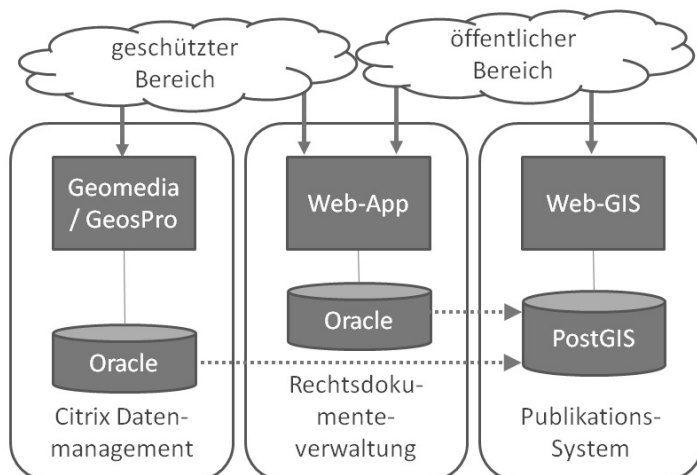 geschützter
Bereich
öffentlicher
Bereich
Geomedia
/ GeosPro
Web-App
Web-GIS
Oracle
Oracle
PostGIS
Citrix Daten-
management
Rechtsdoku-
mente-
verwaltung
Publikations-
System